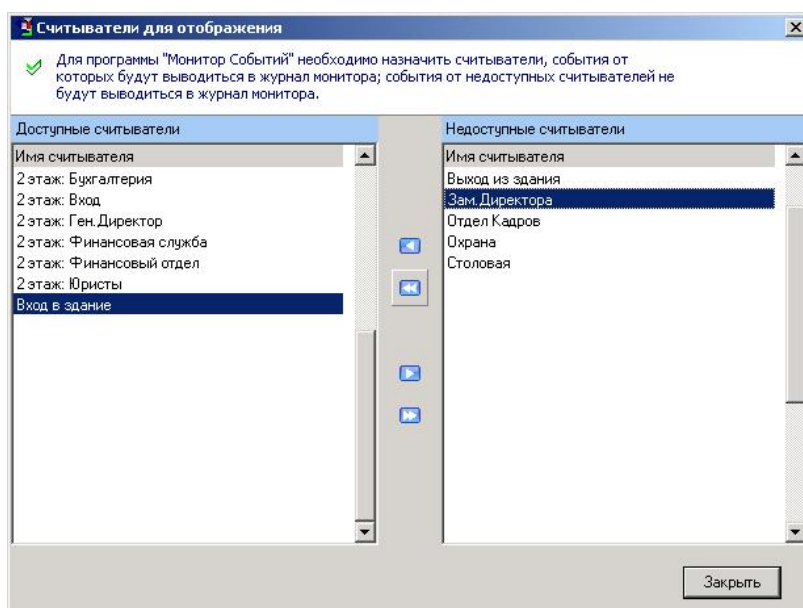 Считыватели для отображения
Для программы "Монитор Событий" необходимо назначить считыватели, события от
которых будут выводиться в журнал монитора; события от недоступных считывателей не
будут выводиться в журнал монитора.
Доступные считыватели
Имя считывателя
2 этаж: Бухгалтерия
2 этаж: Вход
2 этаж: Ген.Директор
2 этаж: Финансовая служба
2 этаж: Финансовый отдел
2 этаж: Юристы
Вход в здание
Недоступные считыватели
Имя считывателя
Выход из здания
Зам.Директора
Отдел Кадров
Охрана
Столовая
Закрыть